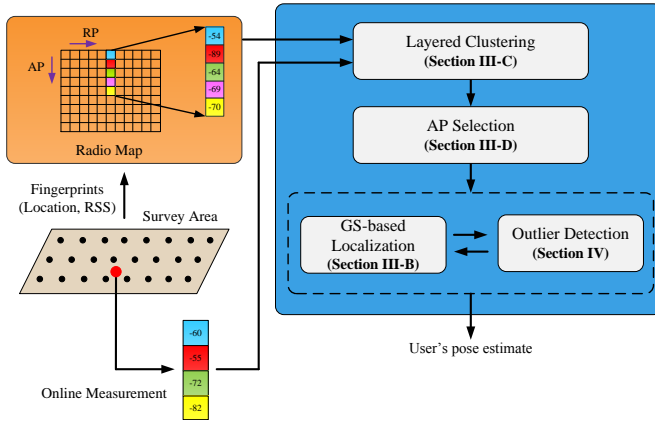 RP
AP
-54
-89
-64
-69
-70
Radio Map
Fingerprints
(Location, RSS)
Survey Area
-60
-55
-72
-82
Online Measurement
Layered Clustering
(Section III-C)
AP Selection
(Section III-D)
GS-based
Localization
(Section III-B)
Outlier Detection
(Section IV)
User's pose estimate